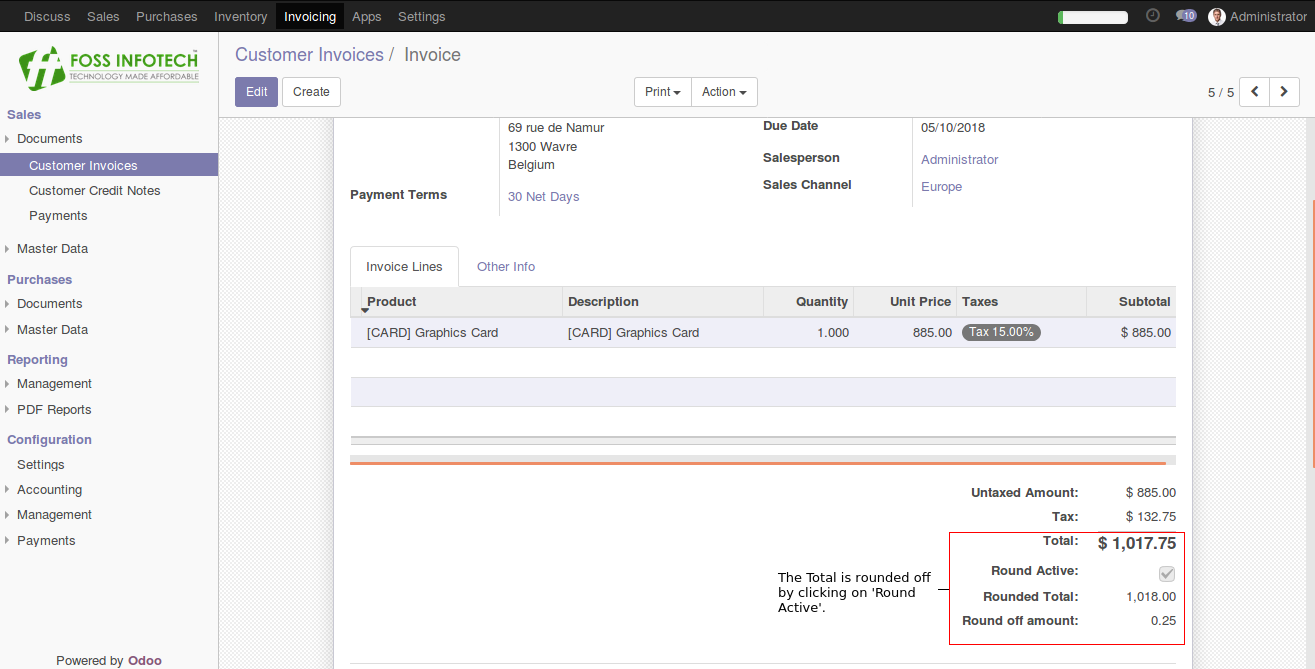 Discuss Sales Purchases Inventory Invoicing Apps Settings 10 Administrator
FOSS INFOTECH™
TECHNOLOGY MADE AFFORDABLE
Customer Invoices / Invoice
Edit Create Print Action 5 / 5
Sales
Documents
Customer Invoices
Customer Credit Notes
Payments
Master Data
Purchases
Documents
Master Data
Reporting
Management
PDF Reports
Configuration
Settings
Accounting
Management
Payments
Powered by Odoo
69 rue de Namur
1300 Wavre
Belgium
Payment Terms 30 Net Days
Due Date 05/10/2018
Salesperson Administrator
Sales Channel Europe
Invoice Lines Other Info
Product Description Quantity Unit Price Taxes Subtotal
[CARD] Graphics Card [CARD] Graphics Card 1.000 885.00 Tax 15.00% $ 885.00
Untaxed Amount: $ 885.00
Tax: $ 132.75
Total: $ 1,017.75
Round Active:
Rounded Total: 1,018.00
Round off amount: 0.25
The Total is rounded off
by clicking on 'Round
Active'.